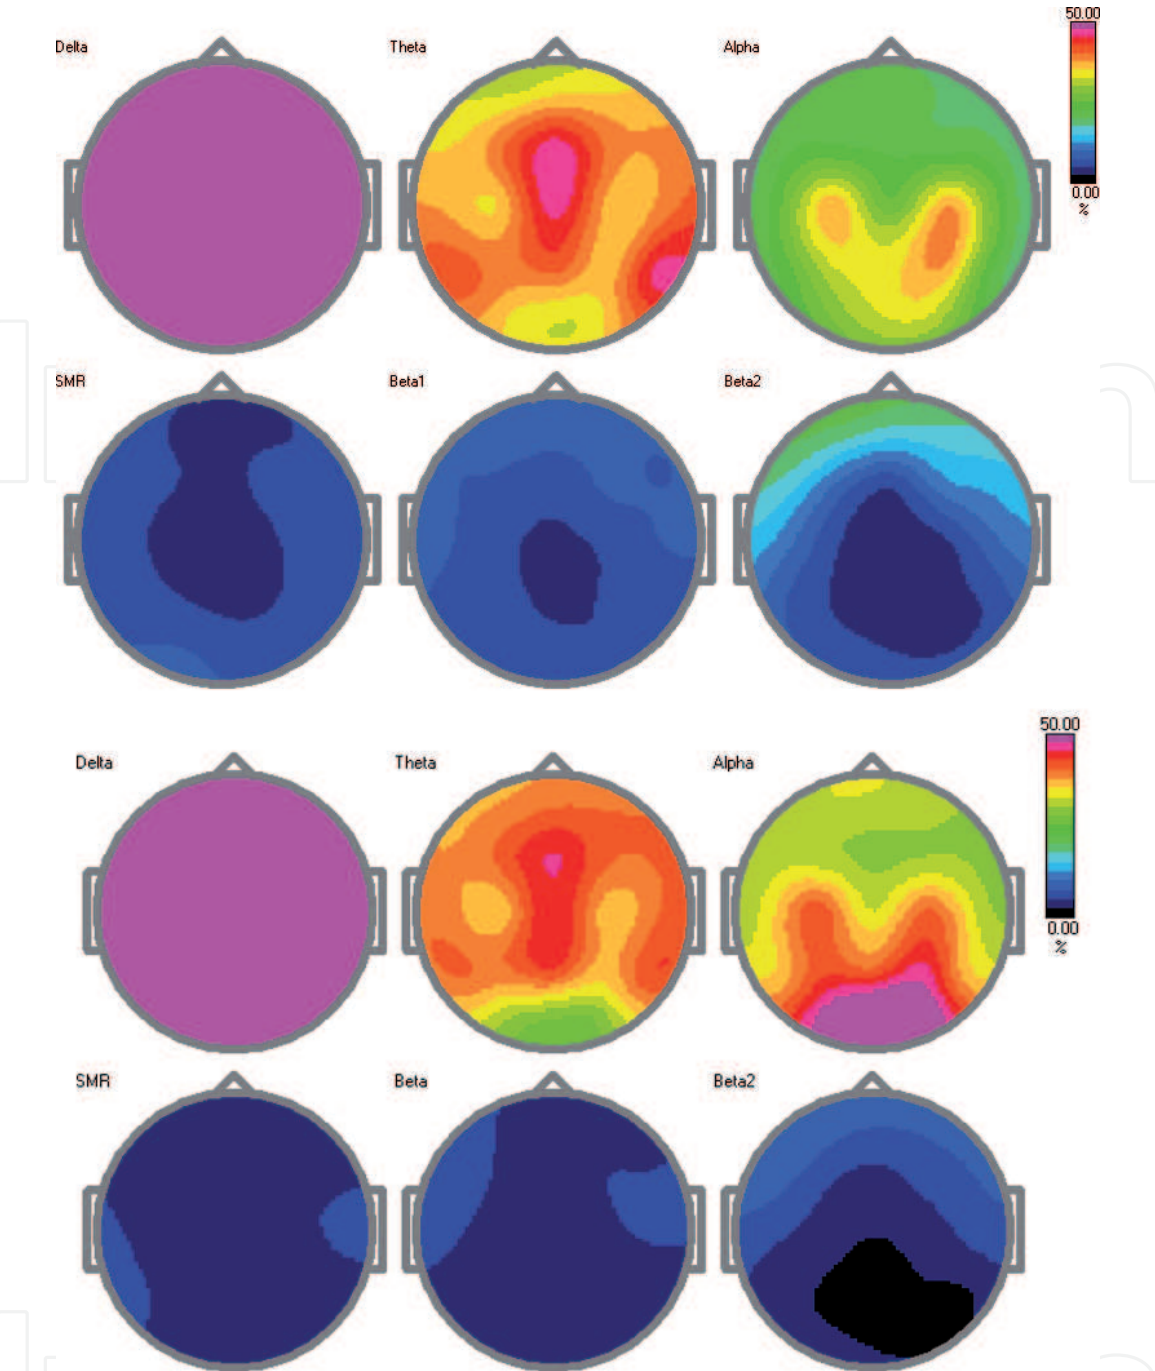 50.00
Delta
Theta
Alpha
0.00
%
SMR
Beta1
Beta2
50.00
Delta
Theta
Alpha
0.00
%
SMR
Beta
Beta2